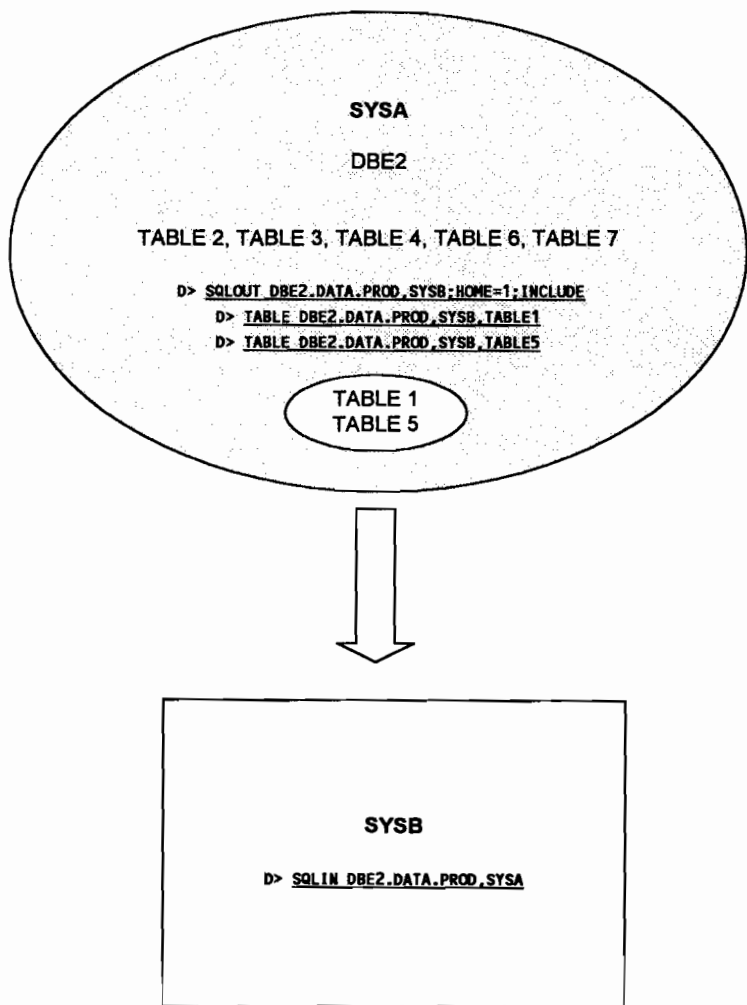 SYSA
DBE2
TABLE 2, TABLE 3, TABLE 4, TABLE 6, TABLE 7
D> SQLOUT DBE2.DATA.PROD,SYSB;HOME=1;INCLUDE
D> TABLE DBE2.DATA.PROD,SYSB,TABLE1
D> TABLE DBE2.DATA.PROD,SYSB,TABLE5
TABLE 1
TABLE 5
SYSB
D> SQLIN DBE2.DATA.PROD,SYSA